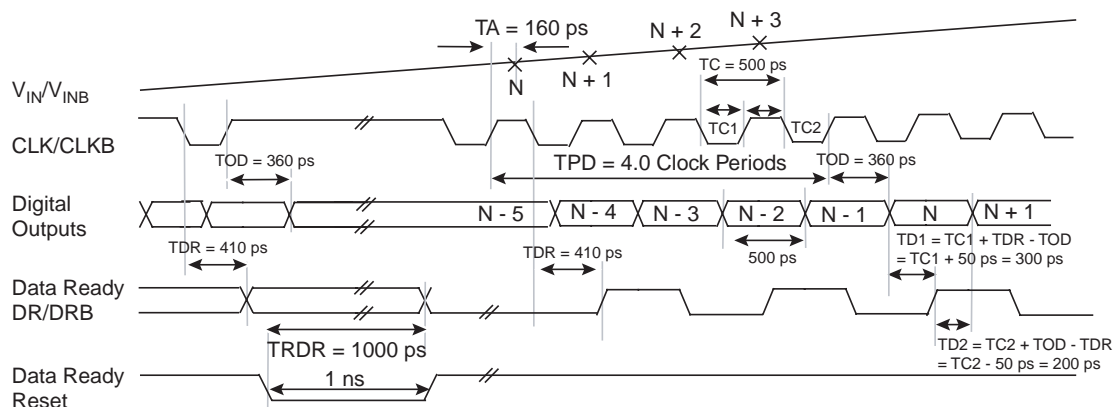 TA = 160 ps
N + 3
N + 2
N + 1
N
TC = 500 ps
V_IN/V_INB
CLK/CLKB
TC1
TC2
TOD = 360 ps
TPD = 4.0 Clock Periods
TOD = 360 ps
Digital
Outputs
N - 5
N - 4
N - 3
N - 2
N - 1
N
N + 1
TDR = 410 ps
TDR = 410 ps
500 ps
TD1 = TC1 + TDR - TOD
= TC1 + 50 ps = 300 ps
Data Ready
DR/DRB
TRDR = 1000 ps
TD2 = TC2 + TOD - TDR
= TC2 - 50 ps = 200 ps
1 ns
Data Ready
Reset